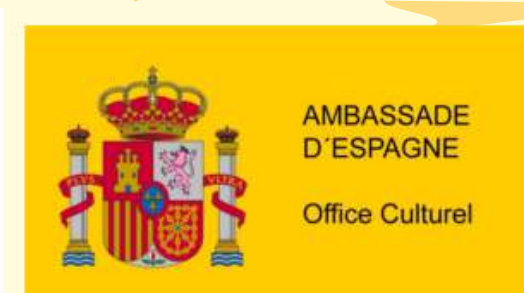 PLVS
VLTRA
AMBASSADE
D´ESPAGNE
Office Culturel